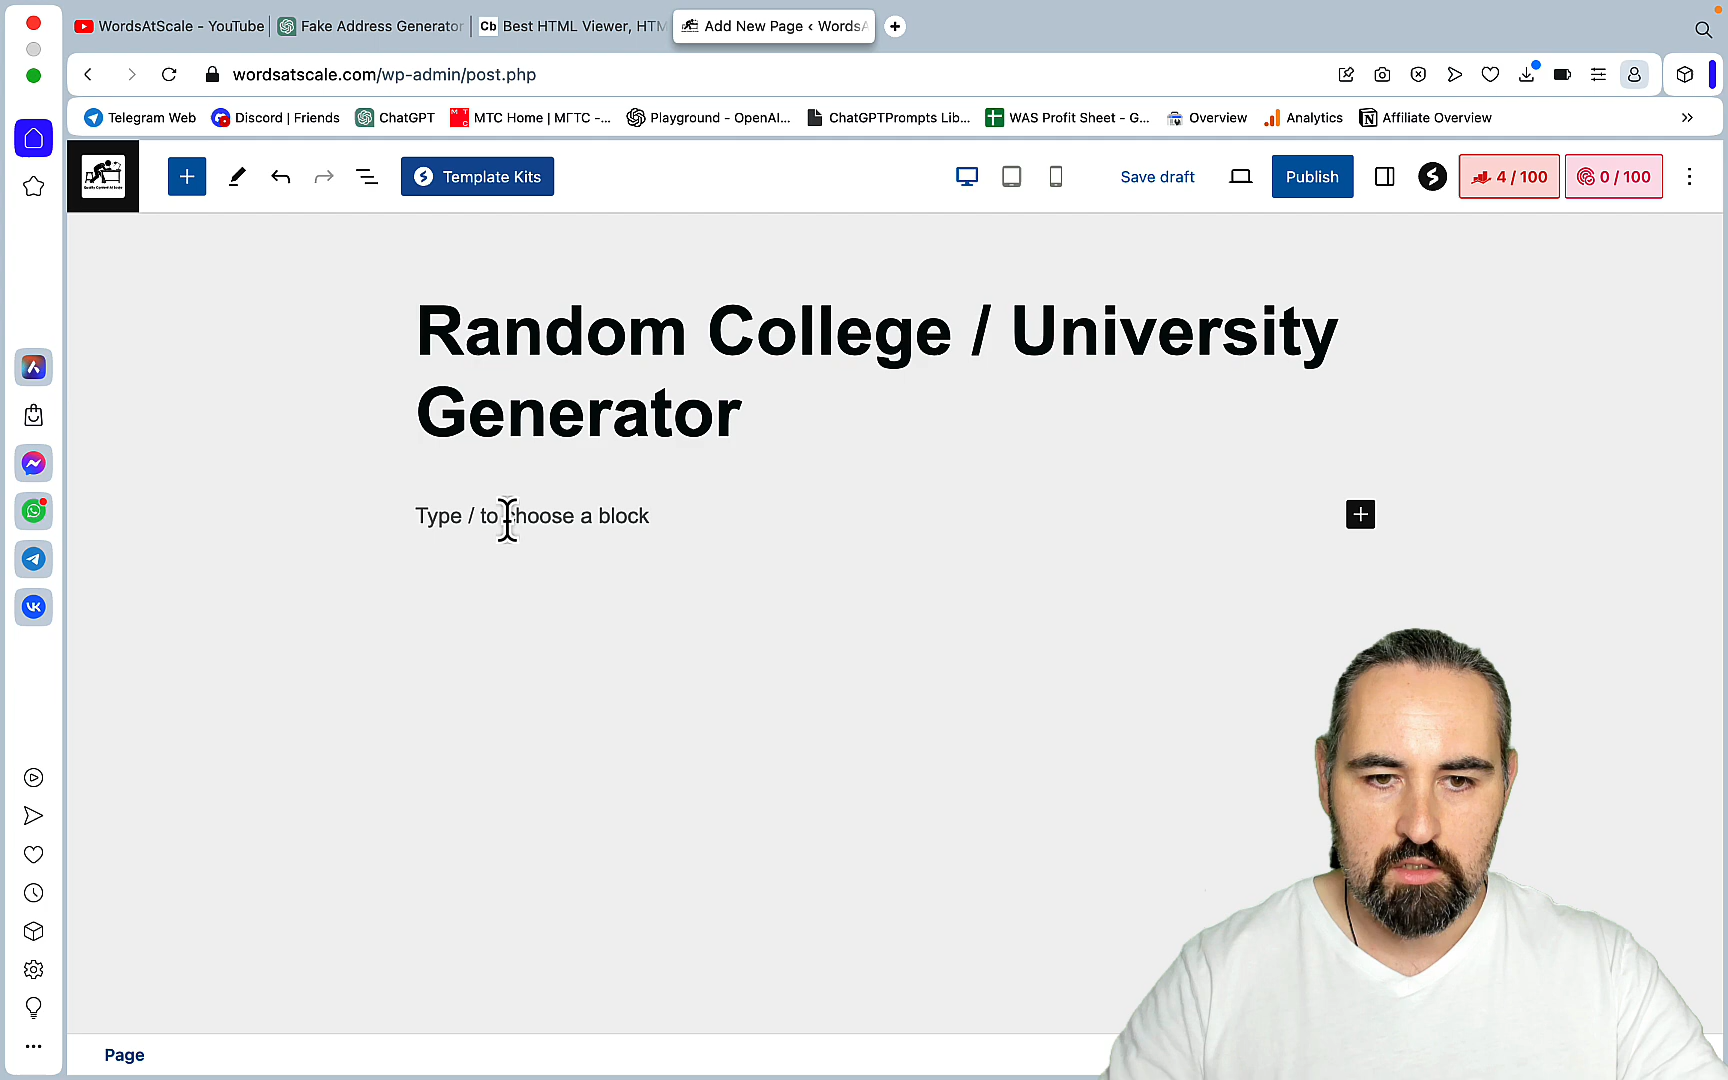 WordsAtScale - YouTube
Fake Address Generator
Cb Best HTML Viewer, HTM
Add New Page ‹ WordsA
wordsatscale.com/wp-admin/post.php
Telegram Web
Discord | Friends
ChatGPT
MTC Home | МГТС -...
Playground - OpenAI...
ChatGPTPrompts Lib...
WAS Profit Sheet - G...
Overview
Analytics
Affiliate Overview
Template Kits
Save draft
Publish
4 / 100
0 / 100
Random College / University
Generator
Type / to choose a block
Page